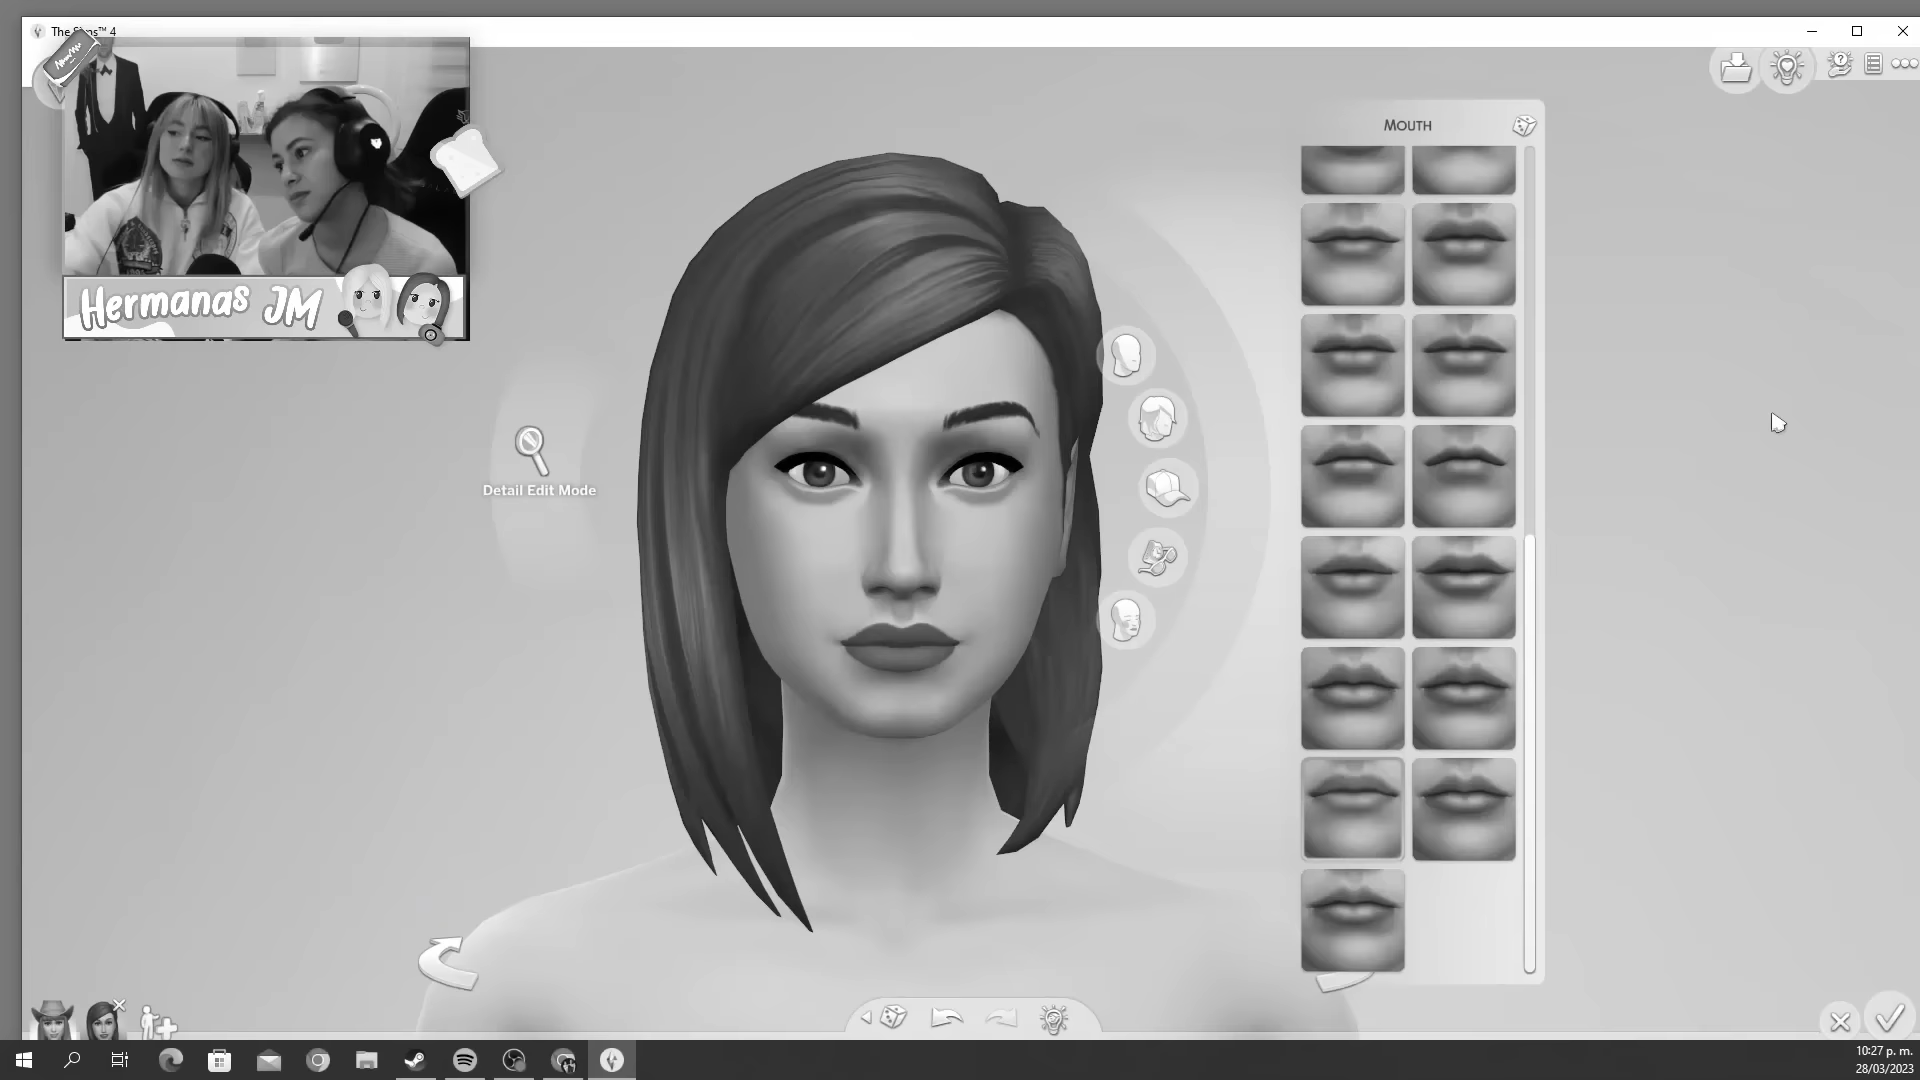 The Sims™ 4
Mouth
Hermanas JM
Detail Edit Mode
10:27 p. m.
28/03/2023